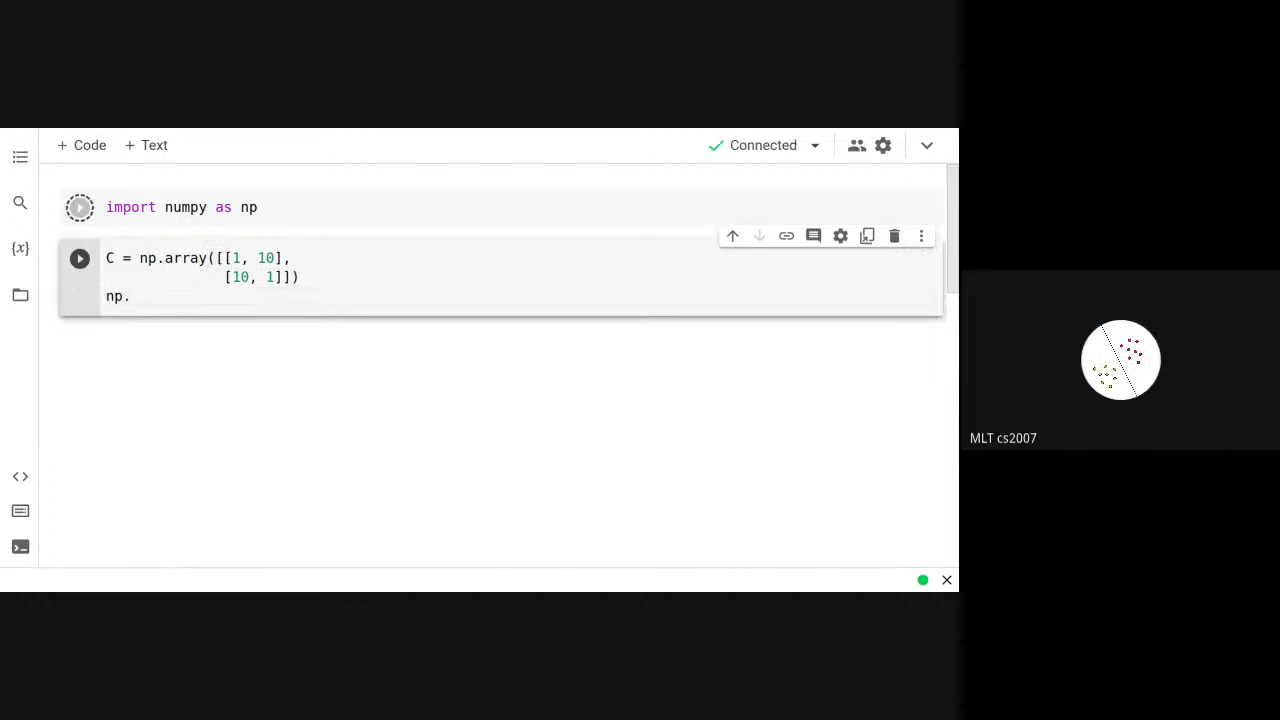 + Code + Text
Connected
import numpy as np
C = np.array([[1, 10],
[10, 1]])
np.
{x}
MLT cs2007